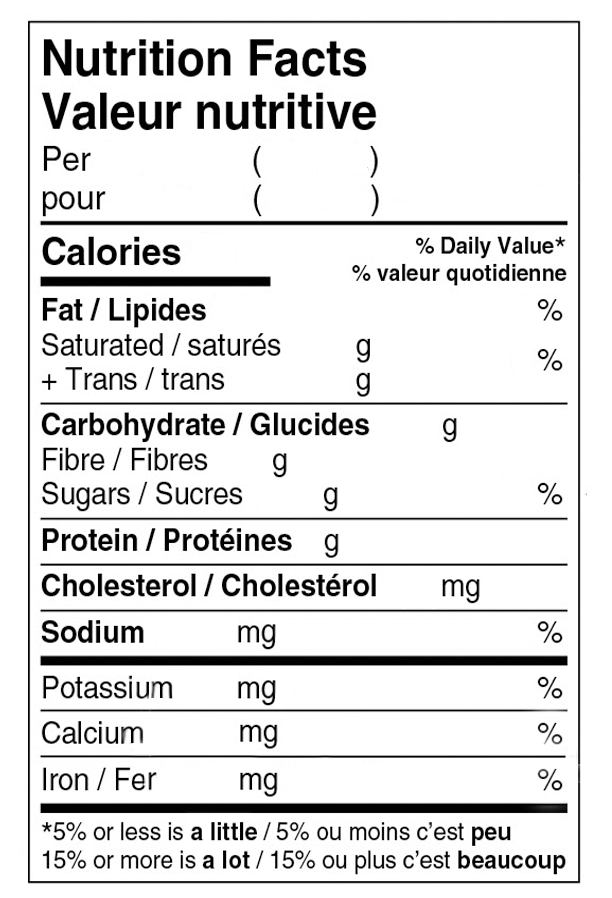 Nutrition Facts
Valeur nutritive
Per ( )
pour ( )
Calories
% Daily Value*
% valeur quotidienne
Fat / Lipides %
Saturated / saturés g
+ Trans / trans g
%
Carbohydrate / Glucides g
Fibre / Fibres g
Sugars / Sucres g %
Protein / Protéines g
Cholesterol / Cholestérol mg
Sodium mg %
Potassium mg %
Calcium mg %
Iron / Fer mg %
*5% or less is a little / 5% ou moins c’est peu
15% or more is a lot / 15% ou plus c’est beaucoup